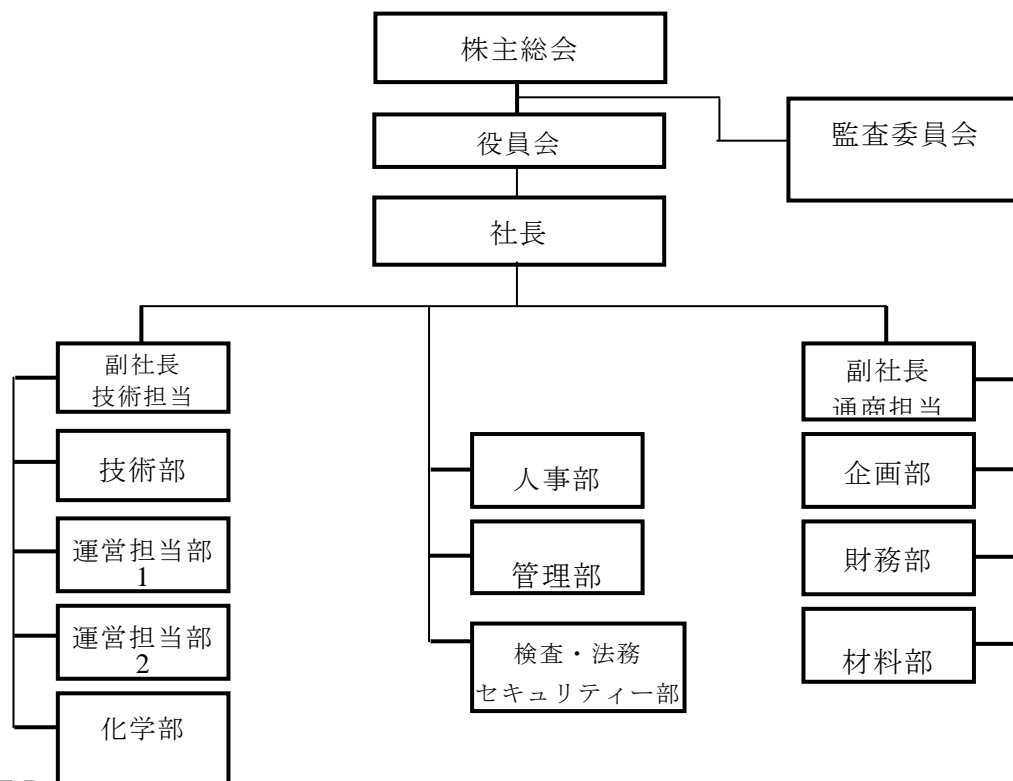 株主総会
役員会
監査委員会
社長
副社長
技術担当
技術部
運営担当部
1
運営担当部
2
化学部
人事部
管理部
検査・法務
セキュリティー部
副社長
通商担当
企画部
財務部
材料部